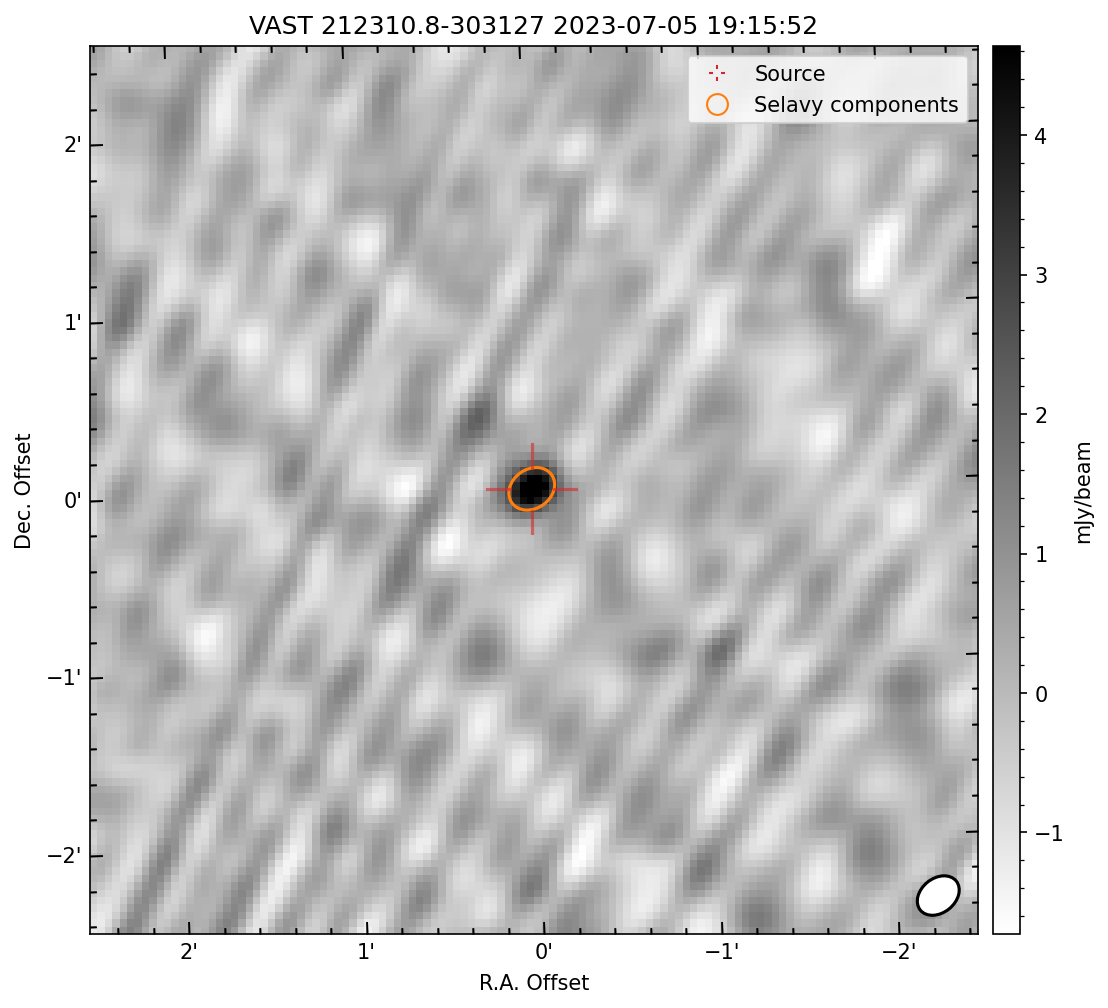 VAST 212310.8-303127 2023-07-05 19:15:52
Source
Selavy components
2'
1'
0'
−1'
−2'
Dec. Offset
2'
1'
0'
−1'
−2'
R.A. Offset
4
3
2
1
0
−1
mJy/beam